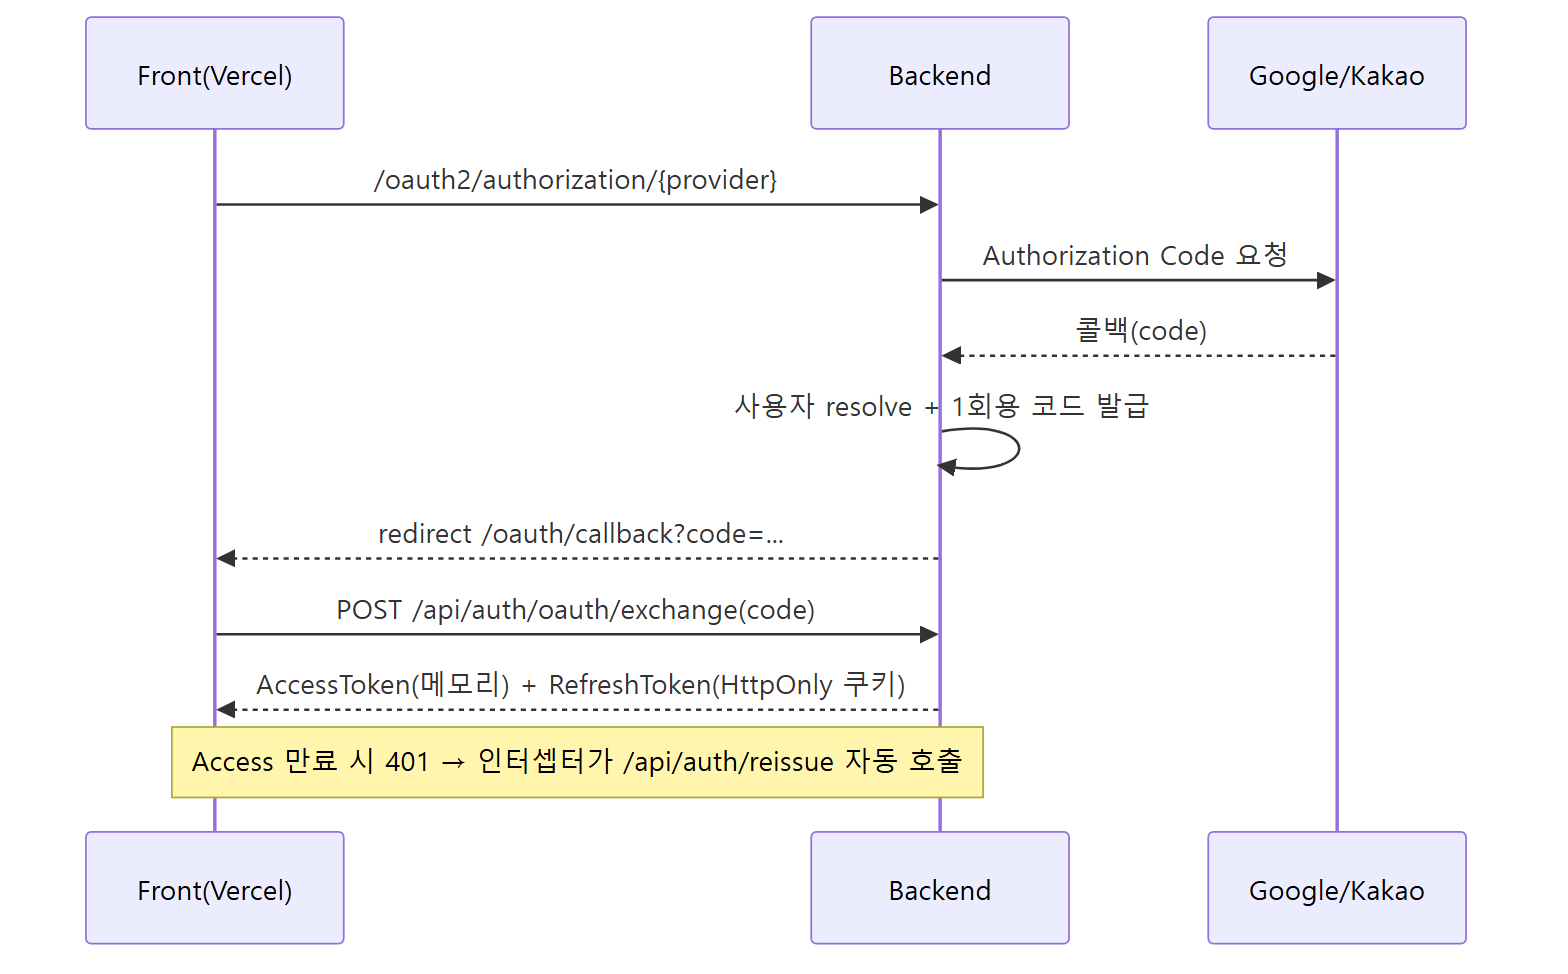 Front(Vercel)
Backend
Google/Kakao
/oauth2/authorization/{provider}
Authorization Code 요청
콜백(code)
사용자 resolve + 1회용 코드 발급
redirect /oauth/callback?code=...
POST /api/auth/oauth/exchange(code)
AccessToken(메모리) + RefreshToken(HttpOnly 쿠키)
Access 만료 시 401 → 인터셉터가 /api/auth/reissue 자동 호출
Front(Vercel)
Backend
Google/Kakao